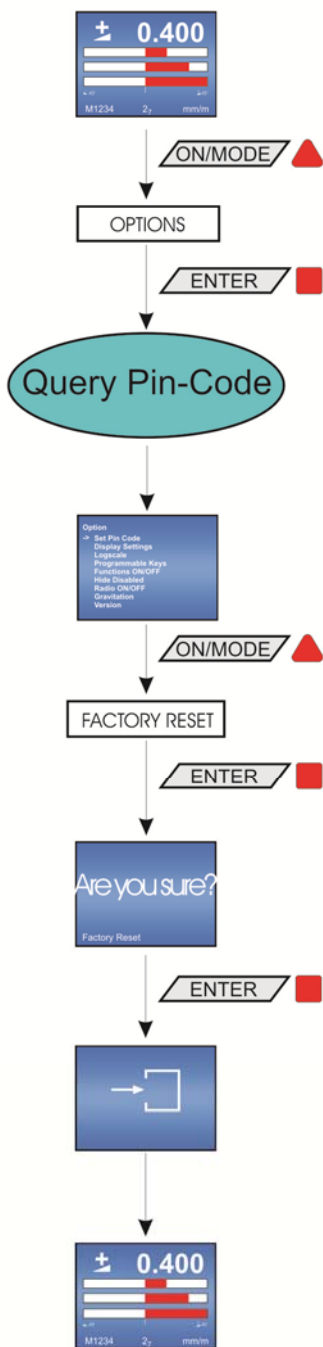 ± 0.400
M1234 2₇ mm/m
ON/MODE
OPTIONS
ENTER
Query Pin-Code
Option
-> Set Pin Code
Display Settings
Logscale
Programmable Keys
Functions ON/OFF
Hide Disabled
Radio ON/OFF
Gravitation
Version
ON/MODE
FACTORY RESET
ENTER
Are you sure?
Factory Reset
ENTER
± 0.400
M1234 2₇ mm/m